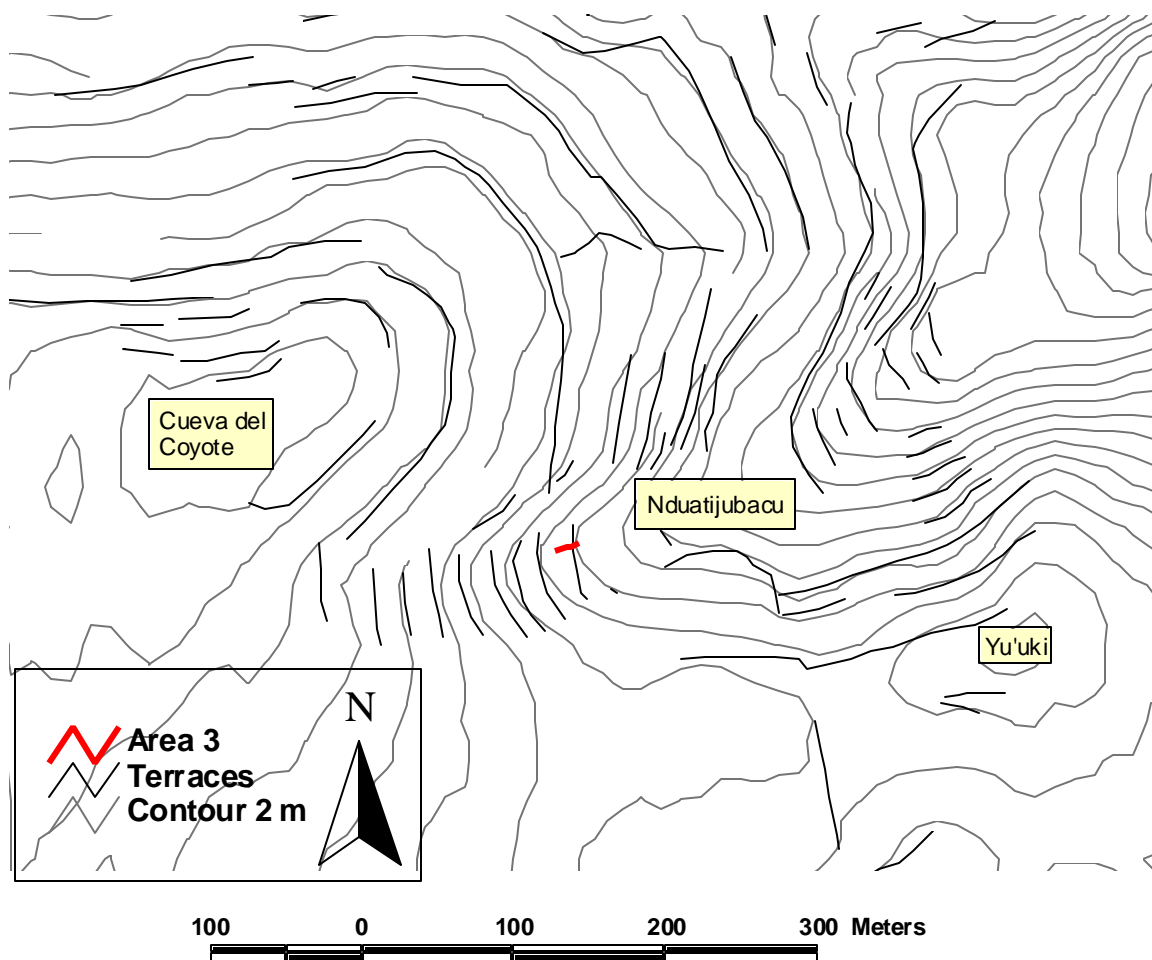 Cueva del
Coyote
Nduatijubacu
Yu'uki
N
Area 3
Terraces
Contour 2 m
100 0 100 200 300 Meters